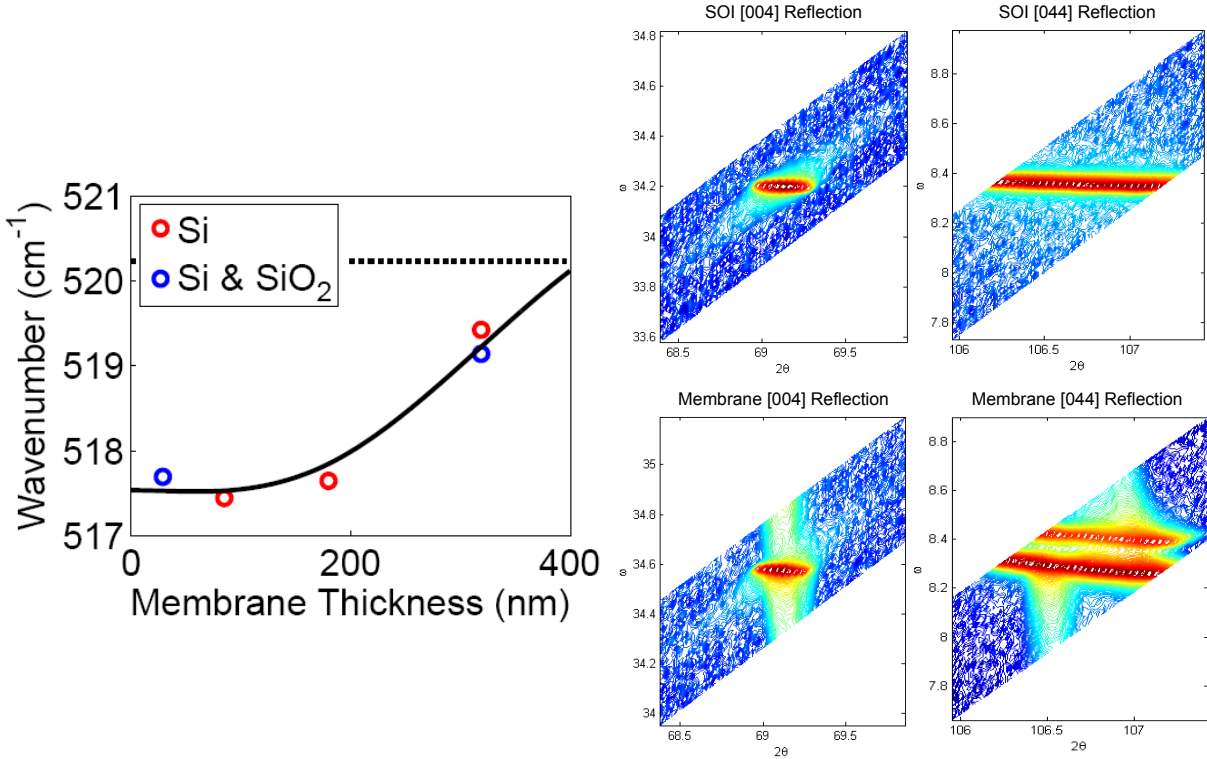 521
520
519
518
517
Wavenumber (cm⁻¹)
Si
Si & SiO₂
0
200
400
Membrane Thickness (nm)
SOI [004] Reflection
34.8
34.6
34.4
34.2
34
33.8
33.6
ω
68.5
69
69.5
2θ
SOI [044] Reflection
8.8
8.6
8.4
8.2
8
7.8
ω
106
106.5
107
2θ
Membrane [004] Reflection
35
34.8
34.6
34.4
34.2
34
ω
68.5
69
69.5
2θ
Membrane [044] Reflection
8.8
8.6
8.4
8.2
8
7.8
ω
106
106.5
107
2θ